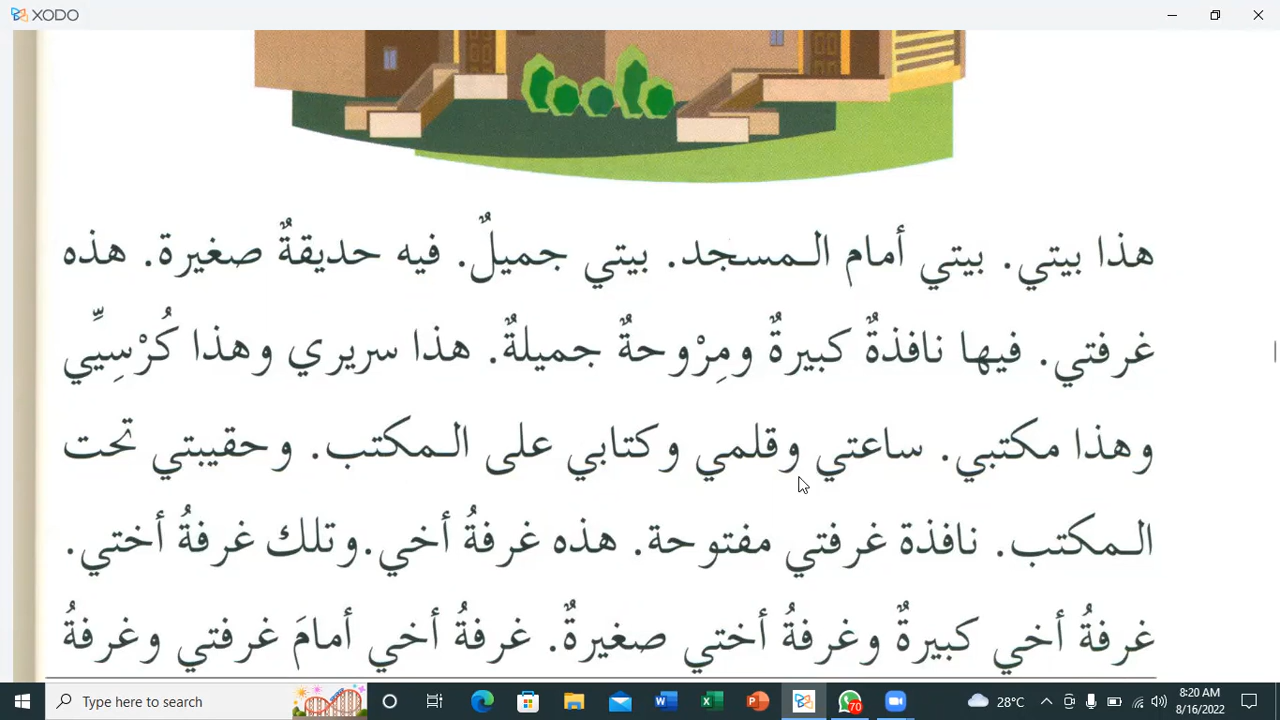 XODO
هذا بيتي. بيتي أمام الـمسجد. بيتي جميلٌ. فيه حديقةٌ صغيرة. هذه
غرفتي. فيها نافذةٌ كبيرةٌ ومِرْوحةٌ جميلةٌ. هذا سريري وهذا كُرْسِيِّي
وهذا مكتبي. ساعتي وقلمي وكتابي على الـمكتب. وحقيبتي تحت
الـمكتب. نافذة غرفتي مفتوحة. هذه غرفةُ أخي.وتلك غرفةُ أختي.
غرفةُ أخي كبيرةٌ وغرفةُ أختي صغيرةٌ. غرفةُ أخي أمامَ غرفتي وغرفةُ
Type here to search
70
28°C
8:20 AM
8/16/2022